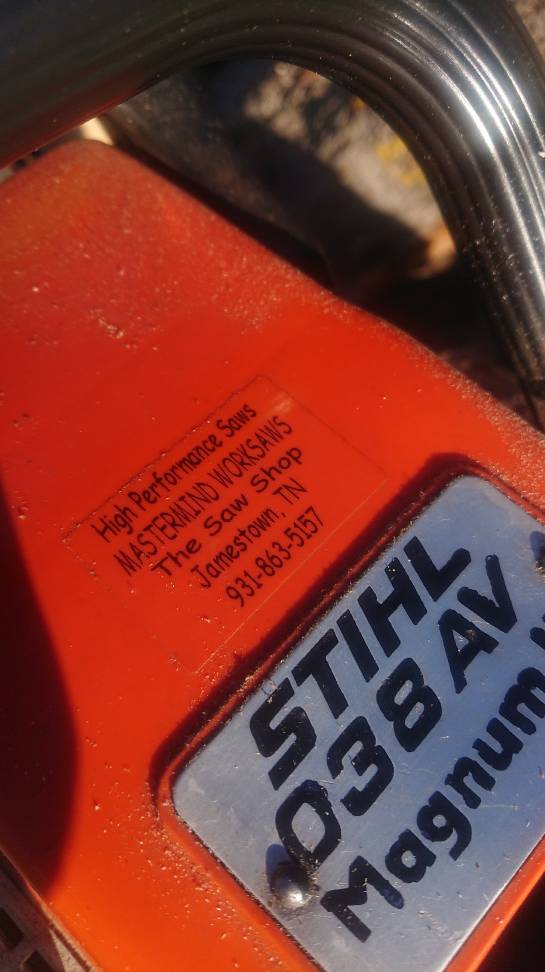 High Performance Saws
MASTERMIND WORKSAWS
The Saw Shop
Jamestown, TN
931-863-5157
STIHL
038 AV
Magnum